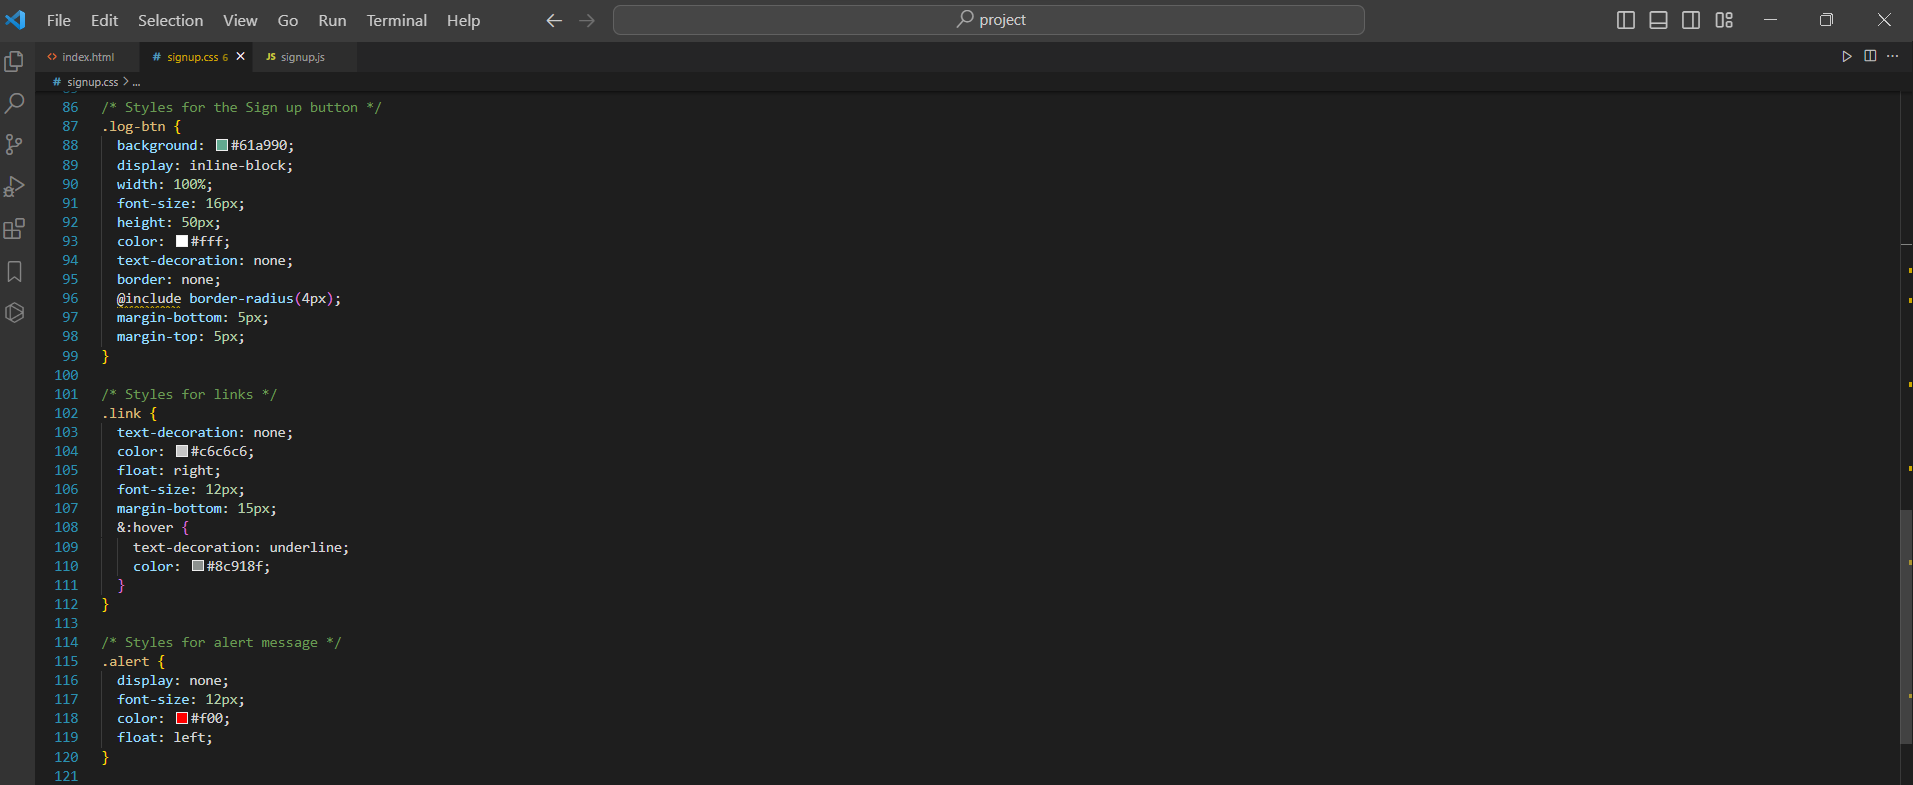 File Edit Selection View Go Run Terminal Help project
index.html signup.css 6 JS signup.js
# signup.css > ...
86 /* Styles for the Sign up button */
87 .log-btn {
88 background: #61a990;
89 display: inline-block;
90 width: 100%;
91 font-size: 16px;
92 height: 50px;
93 color: #fff;
94 text-decoration: none;
95 border: none;
96 @include border-radius(4px);
97 margin-bottom: 5px;
98 margin-top: 5px;
99 }
100
101 /* Styles for links */
102 .link {
103 text-decoration: none;
104 color: #c6c6c6;
105 float: right;
106 font-size: 12px;
107 margin-bottom: 15px;
108 &:hover {
109 text-decoration: underline;
110 color: #8c918f;
111 }
112 }
113
114 /* Styles for alert message */
115 .alert {
116 display: none;
117 font-size: 12px;
118 color: #f00;
119 float: left;
120 }
121